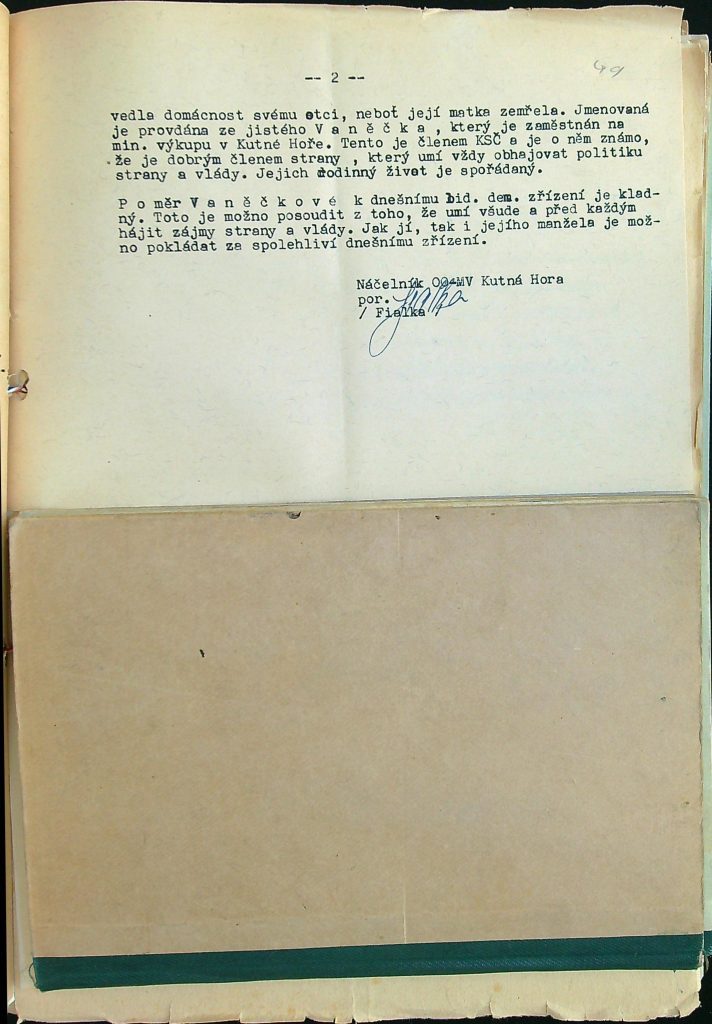 -- 2 --
49
vedla domácnost svému otci, neboť její matka zemřela. Jmenovaná
je provdána ze jistého V a n ě č k a , který je zaměstnán na
min. výkupu v Kutné Hoře. Tento je členem KSČ a je o něm známo,
že je dobrým členem strany , který umí vždy obhajovat politiku
strany a vlády. Jejich rodinný život je spořádaný.
P o měr V a n ě č k o v é k dnešnímu lid. dem. zřízení je klad-
ný. Toto je možno posoudit z toho, že umí všude a před každým
hájit zájmy strany a vlády. Jak jí, tak i jejího manžela je mož-
no pokládat za spolehliví dnešnímu zřízení.
Náčelník OO-MV Kutná Hora
por.
/ Fialka